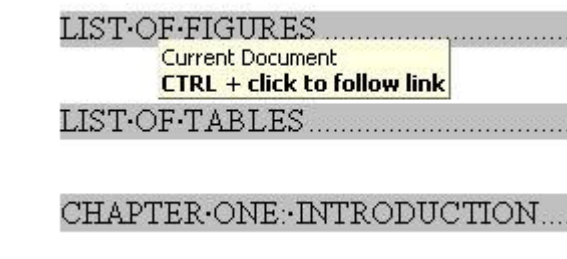 LIST·OF·FIGURES....................................
Current Document
CTRL + click to follow link
LIST·OF·TABLES....................................
CHAPTER·ONE:·INTRODUCTION....